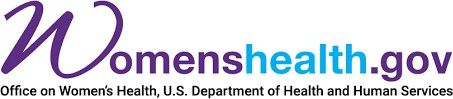 Womenshealth.gov
Office on Women's Health, U.S. Department of Health and Human Services